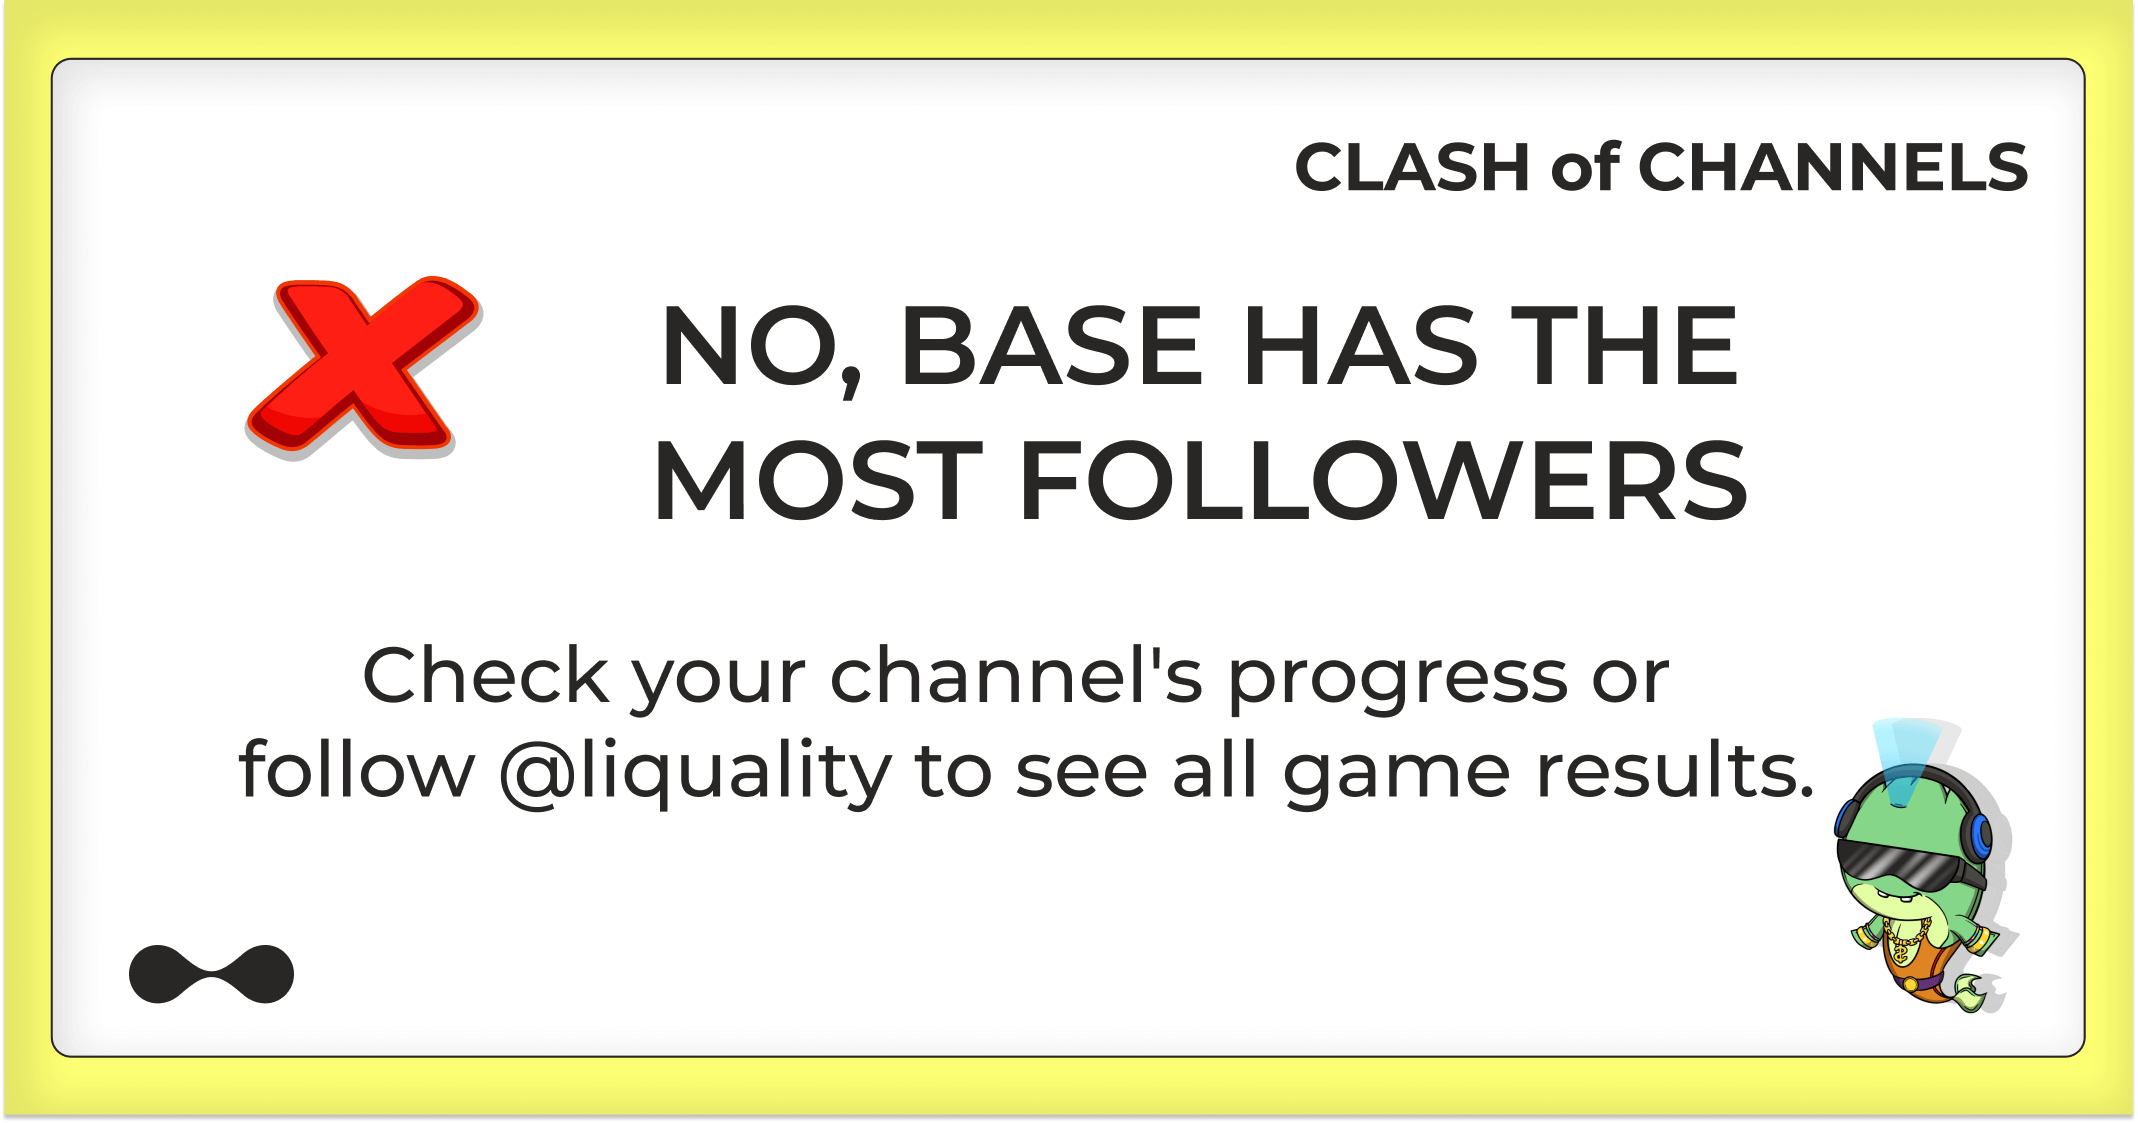 CLASH of CHANNELS
NO, BASE HAS THE
MOST FOLLOWERS
Check your channel's progress or
follow @liquality to see all game results.